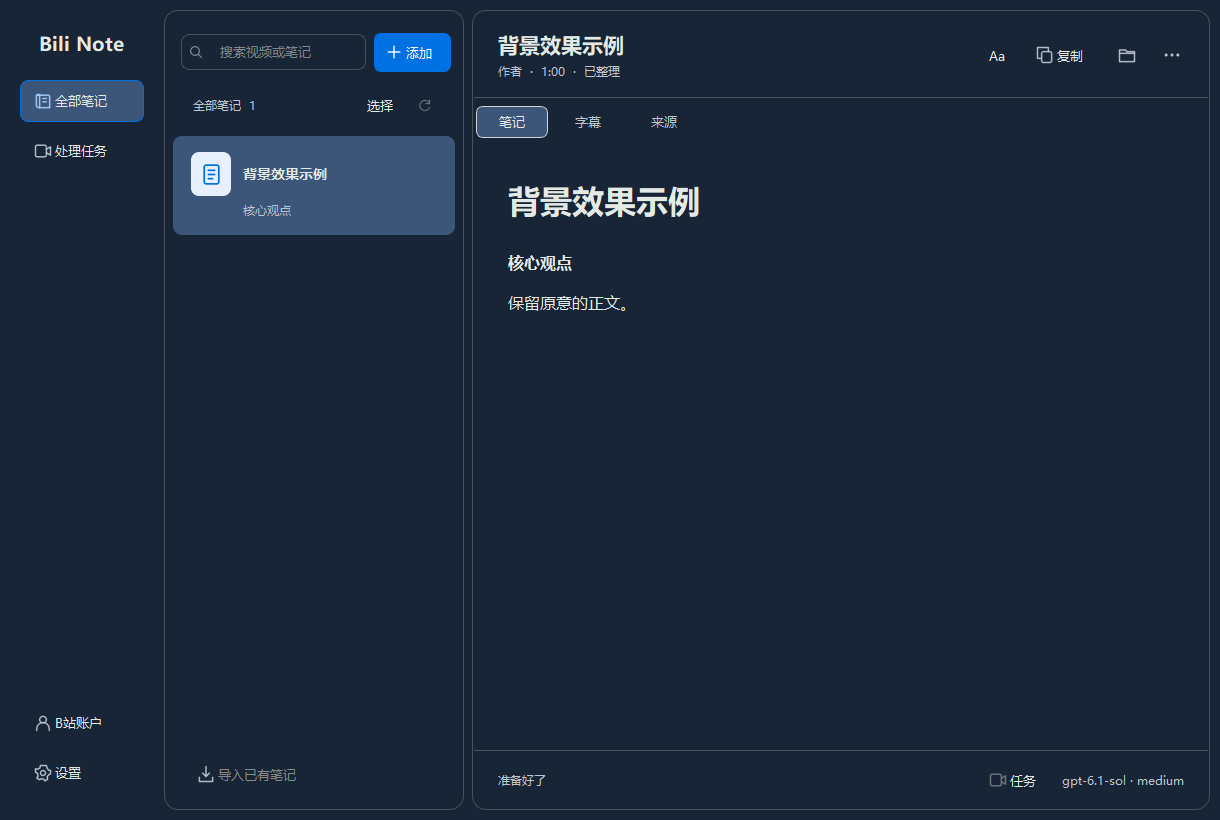 Bili Note
全部笔记
处理任务
B站账户
设置
搜索视频或笔记
添加
全部笔记 1
选择
背景效果示例
核心观点
导入已有笔记
背景效果示例
作者 · 1:00 · 已整理
Aa
复制
笔记
字幕
来源
背景效果示例
核心观点
保留原意的正文。
准备好了
任务
gpt-6.1-sol · medium